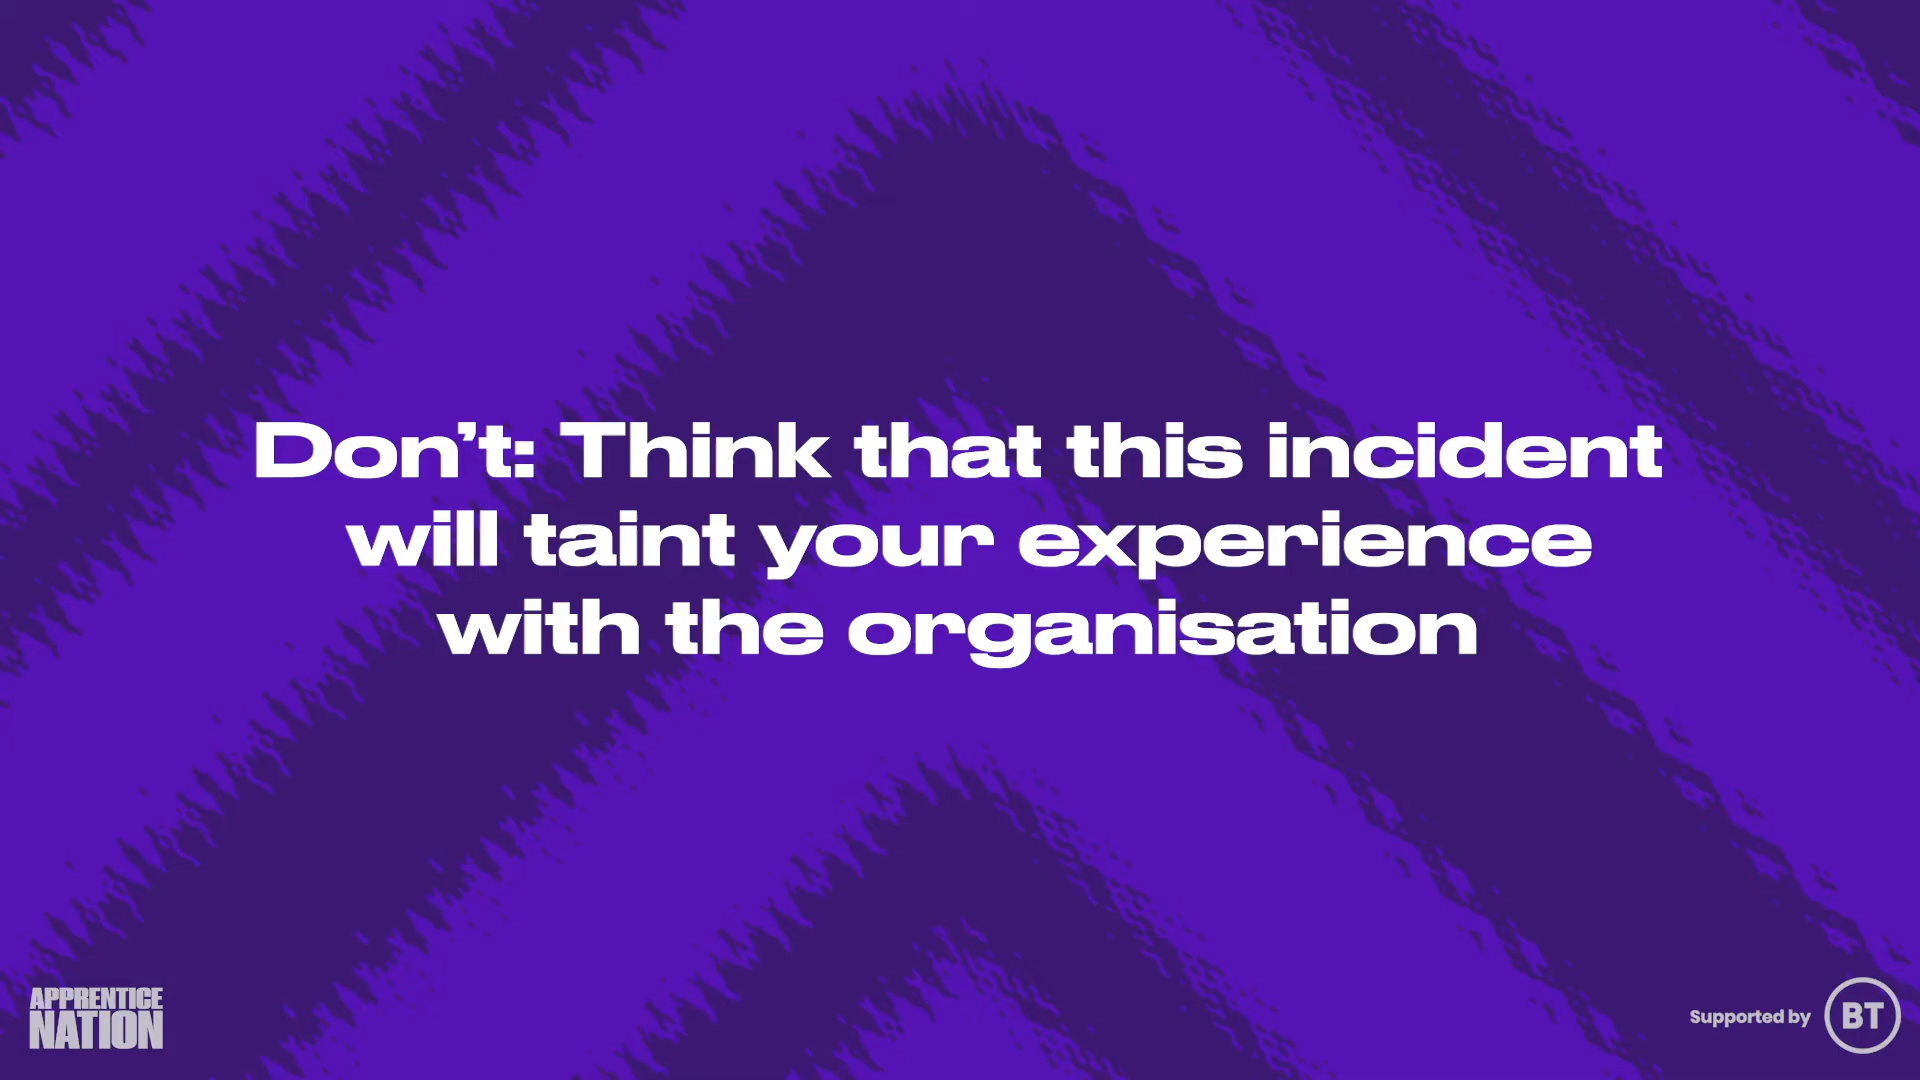 Don’t: Think that this incident
will taint your experience
with the organisation
APPRENTICE
NATION
Supported by
BT